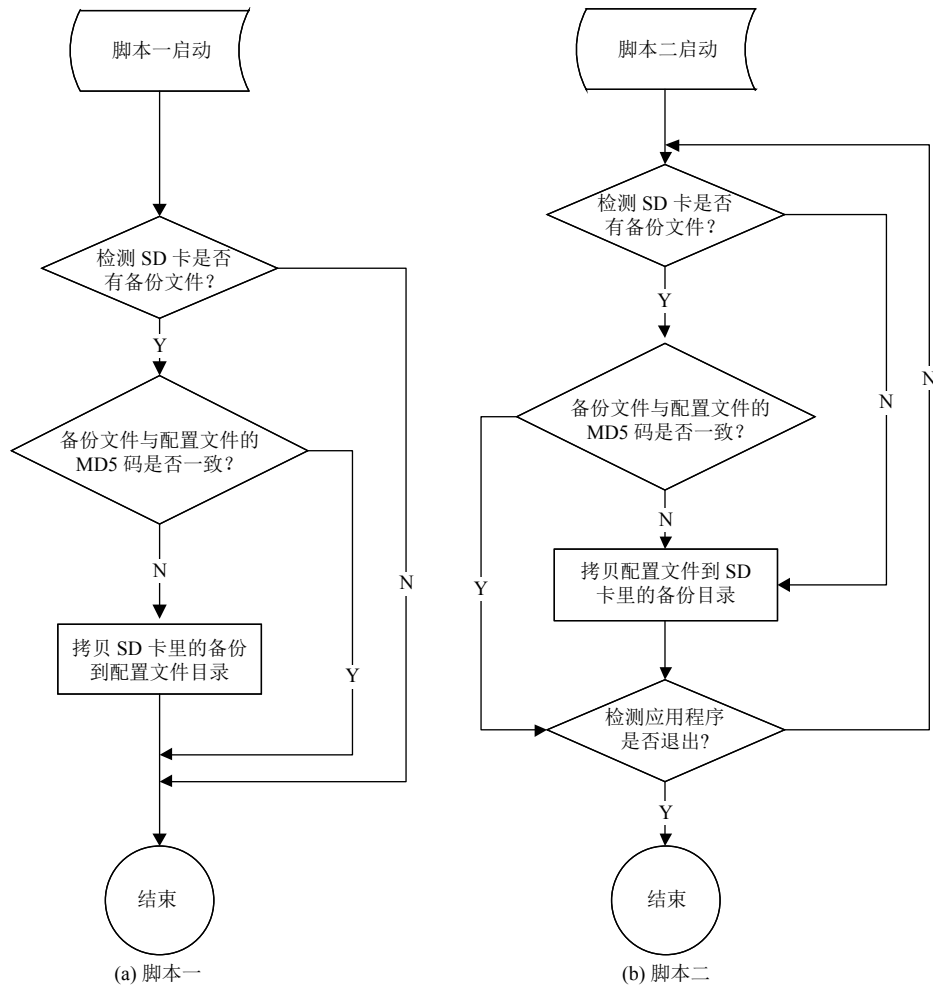 脚本一启动
检测 SD 卡是否
有备份文件?
Y
备份文件与配置文件的
MD5 码是否一致?
N
N
拷贝 SD 卡里的备份
到配置文件目录
Y
结束
(a) 脚本一
脚本二启动
检测 SD 卡是否
有备份文件?
Y
N
备份文件与配置文件的
MD5 码是否一致?
N
N
Y
拷贝配置文件到 SD
卡里的备份目录
检测应用程序
是否退出?
Y
结束
(b) 脚本二